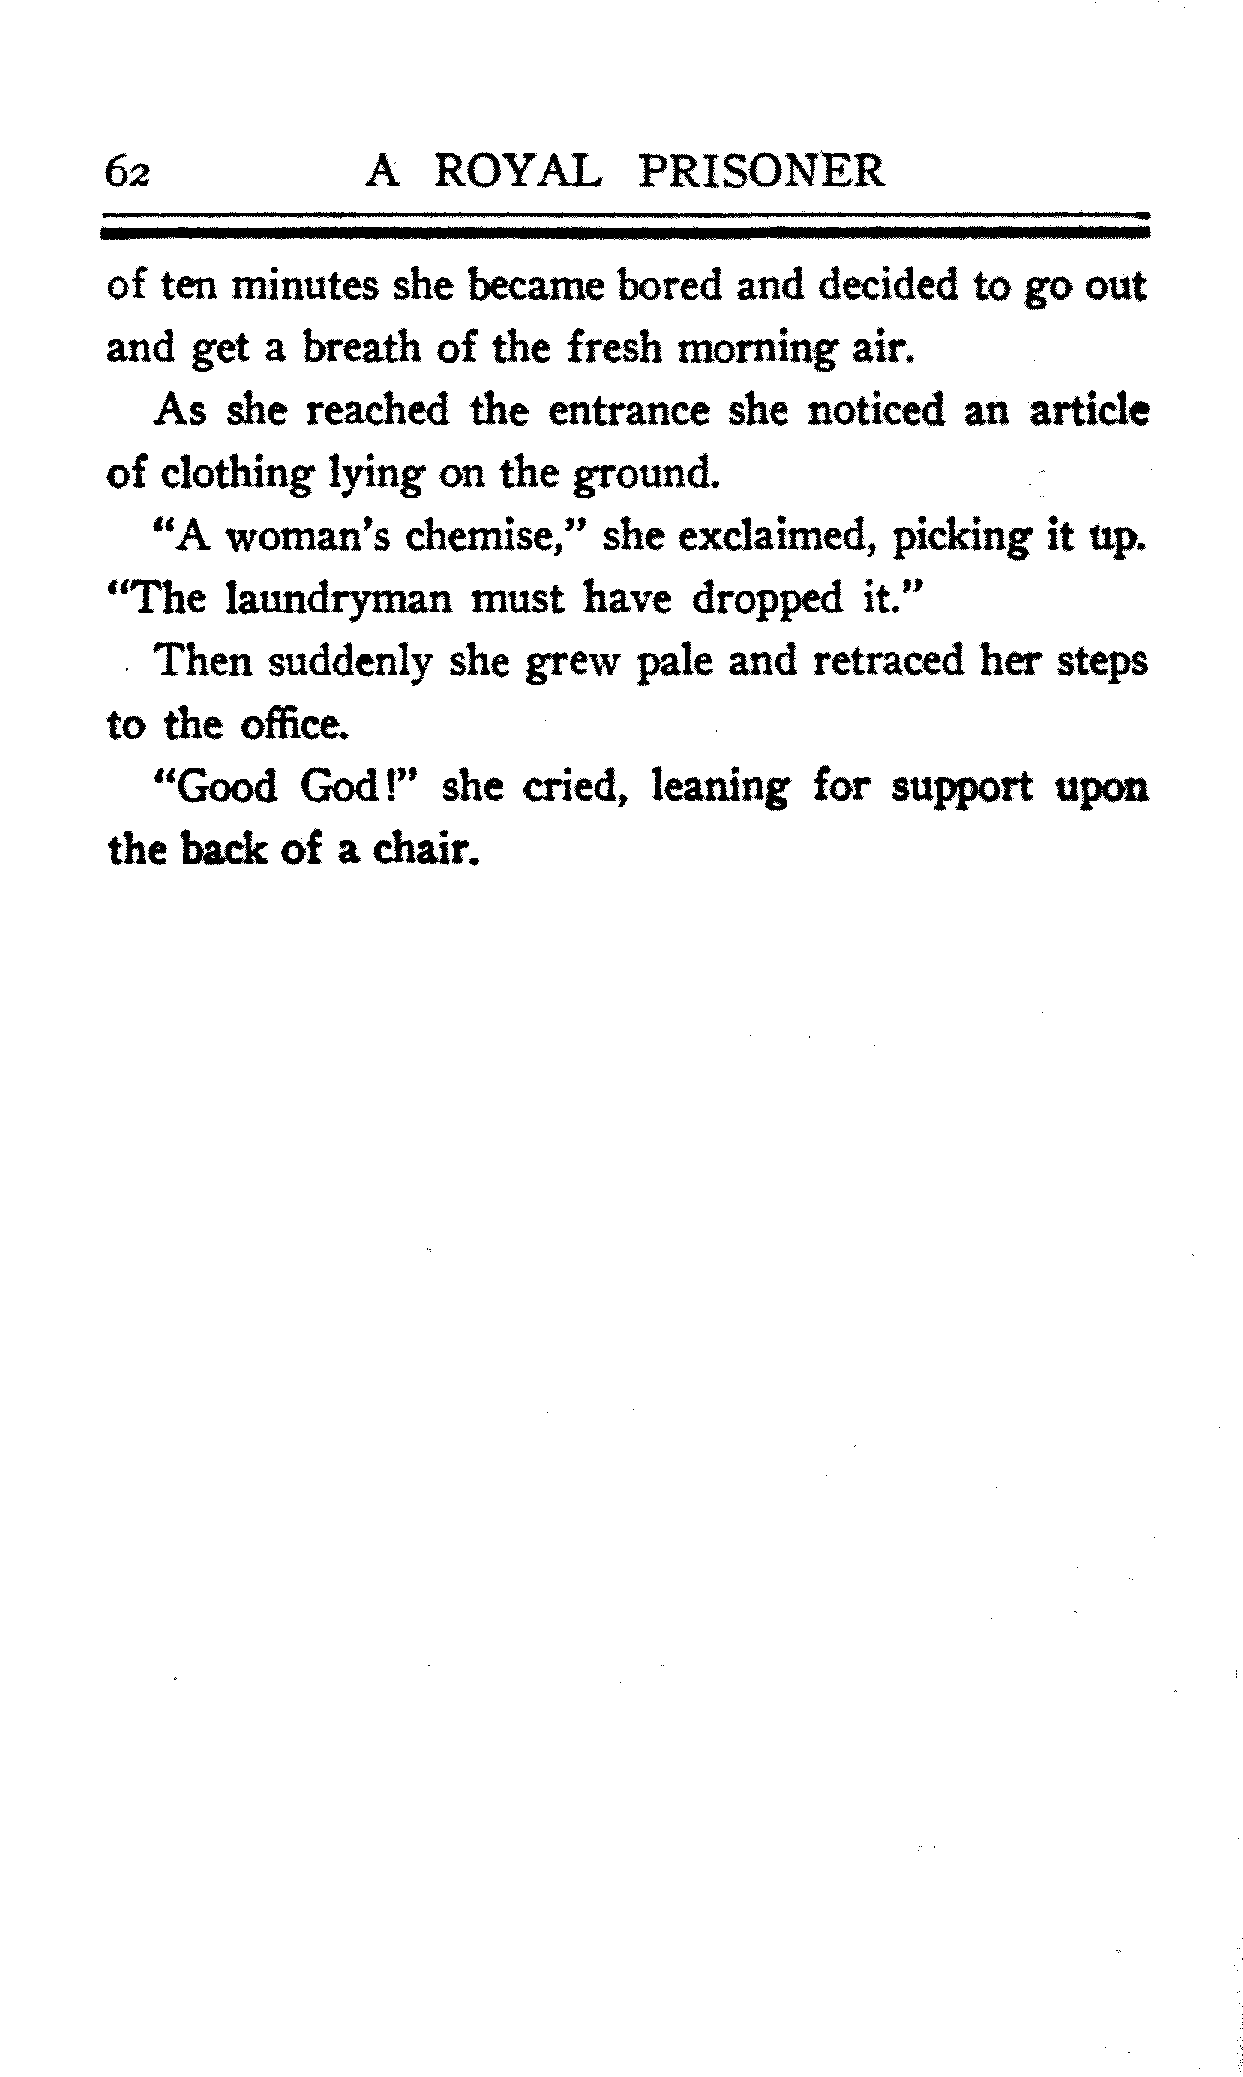 62 A ROYAL PRISONER
of ten minutes she became bored and decided to go out
and get a breath of the fresh morning air.
As she reached the entrance she noticed an article
of clothing lying on the ground.
“A woman’s chemise,” she exclaimed, picking it up.
“The laundryman must have dropped it.”
Then suddenly she grew pale and retraced her steps
to the office.
“Good God!” she cried, leaning for support upon
the back of a chair.